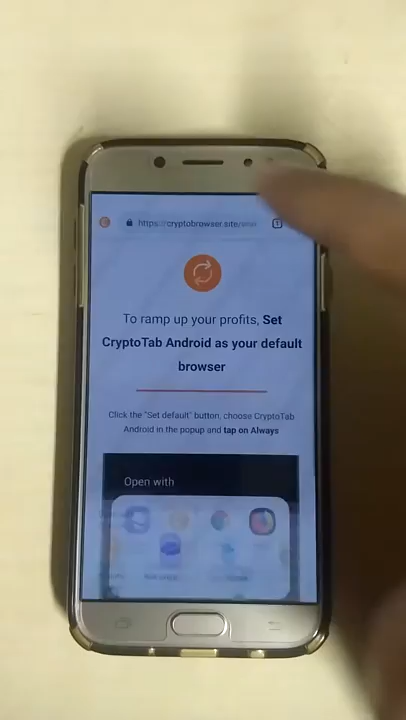 https://cryptobrowser.site/
1
To ramp up your profits, Set
CryptoTab Android as your default
browser
Click the "Set default" button, choose CryptoTab
Android in the popup and tap on Always
Open with